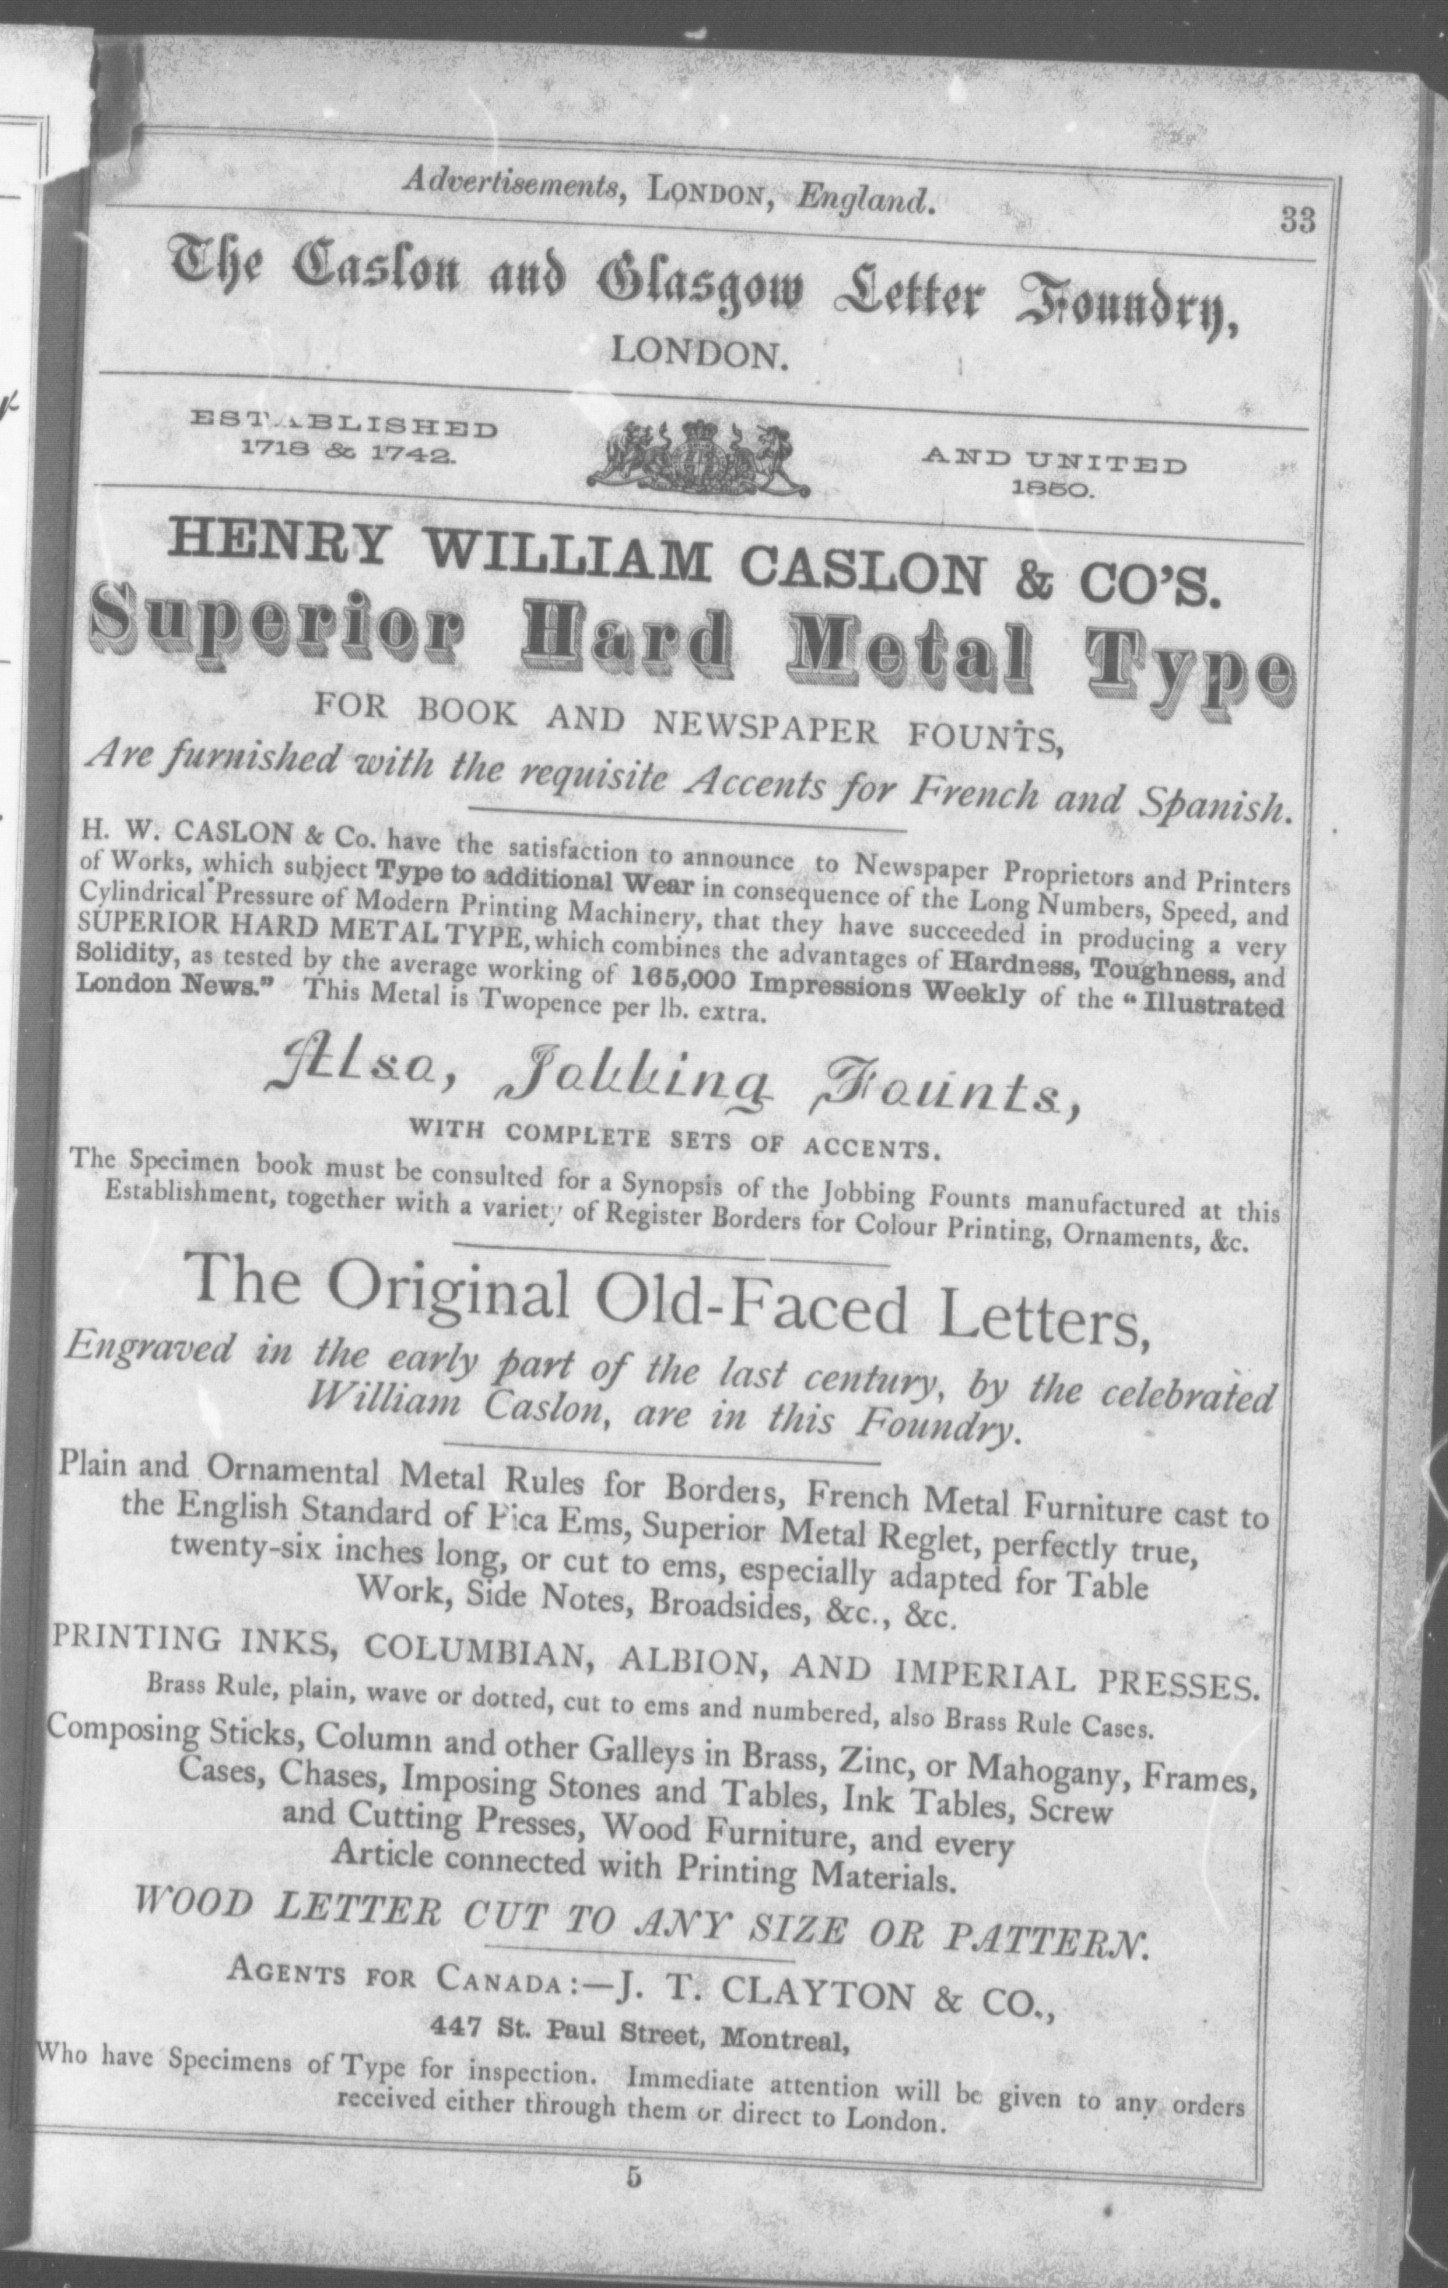 Advertisements, LONDON, England.
33
The Caslon and Glasgow Letter Foundry,
LONDON.
ESTABLISHED
1718 & 1742.
AND UNITED
1850.
HENRY WILLIAM CASLON & CO'S.
Superior Hard Metal Type
FOR BOOK AND NEWSPAPER FOUNTS,
Are furnished with the requisite Accents for French and Spanish.
H. W. CASLON & Co. have the satisfaction to announce to Newspaper Proprietors and Printers
of Works, which subject Type to additional Wear in consequence of the Long Numbers, Speed, and
Cylindrical Pressure of Modern Printing Machinery, that they have succeeded in producing a very
SUPERIOR HARD METAL TYPE, which combines the advantages of Hardness, Toughness, and
Solidity, as tested by the average working of 165,000 Impressions Weekly of the "Illustrated
London News." This Metal is Twopence per lb. extra.
Also, Jobbing Founts,
WITH COMPLETE SETS OF ACCENTS.
The Specimen book must be consulted for a Synopsis of the Jobbing Founts manufactured at this
Establishment, together with a variety of Register Borders for Colour Printing, Ornaments, &c.
The Original Old-Faced Letters,
Engraved in the early part of the last century, by the celebrated
William Caslon, are in this Foundry.
Plain and Ornamental Metal Rules for Borders, French Metal Furniture cast to
the English Standard of Pica Ems, Superior Metal Reglet, perfectly true,
twenty-six inches long, or cut to ems, especially adapted for Table
Work, Side Notes, Broadsides, &c., &c.
PRINTING INKS, COLUMBIAN, ALBION, AND IMPERIAL PRESSES.
Brass Rule, plain, wave or dotted, cut to ems and numbered, also Brass Rule Cases.
Composing Sticks, Column and other Galleys in Brass, Zinc, or Mahogany, Frames,
Cases, Chases, Imposing Stones and Tables, Ink Tables, Screw
and Cutting Presses, Wood Furniture, and every
Article connected with Printing Materials.
WOOD LETTER CUT TO ANY SIZE OR PATTERN.
AGENTS FOR CANADA:—J. T. CLAYTON & CO.,
447 St. Paul Street, Montreal,
Who have Specimens of Type for inspection. Immediate attention will be given to any orders
received either through them or direct to London.
5